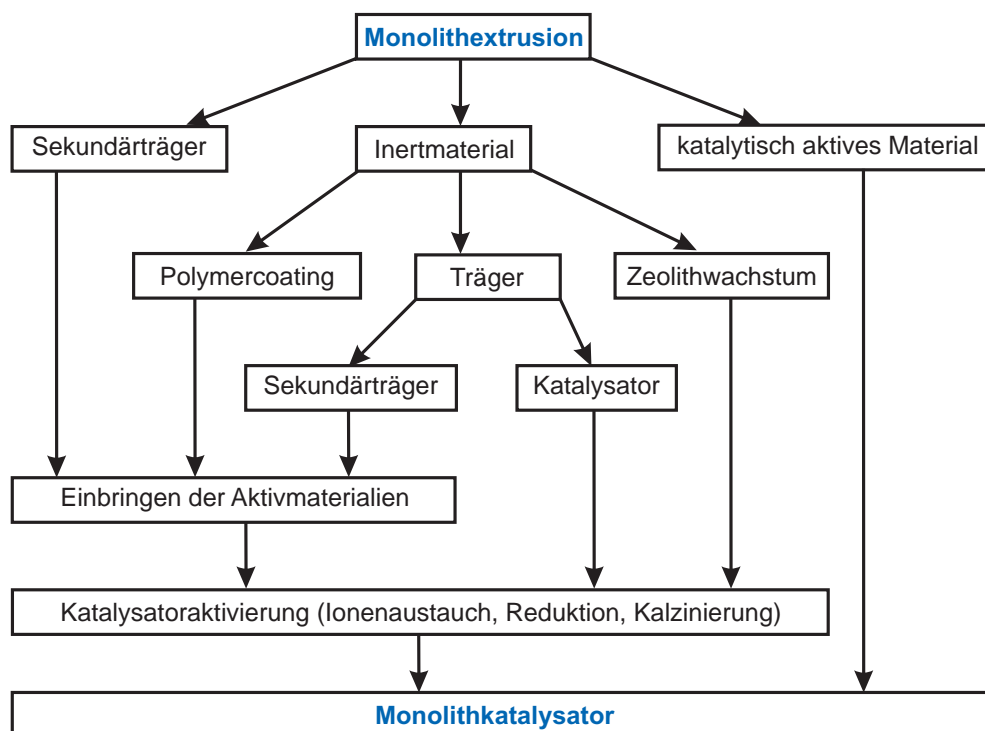 Monolithextrusion
Sekundärträger
Inertmaterial
katalytisch aktives Material
Polymercoating
Träger
Zeolithwachstum
Sekundärträger
Katalysator
Einbringen der Aktivmaterialien
Katalysatoraktivierung (Ionenaustauch, Reduktion, Kalzinierung)
Monolithkatalysator